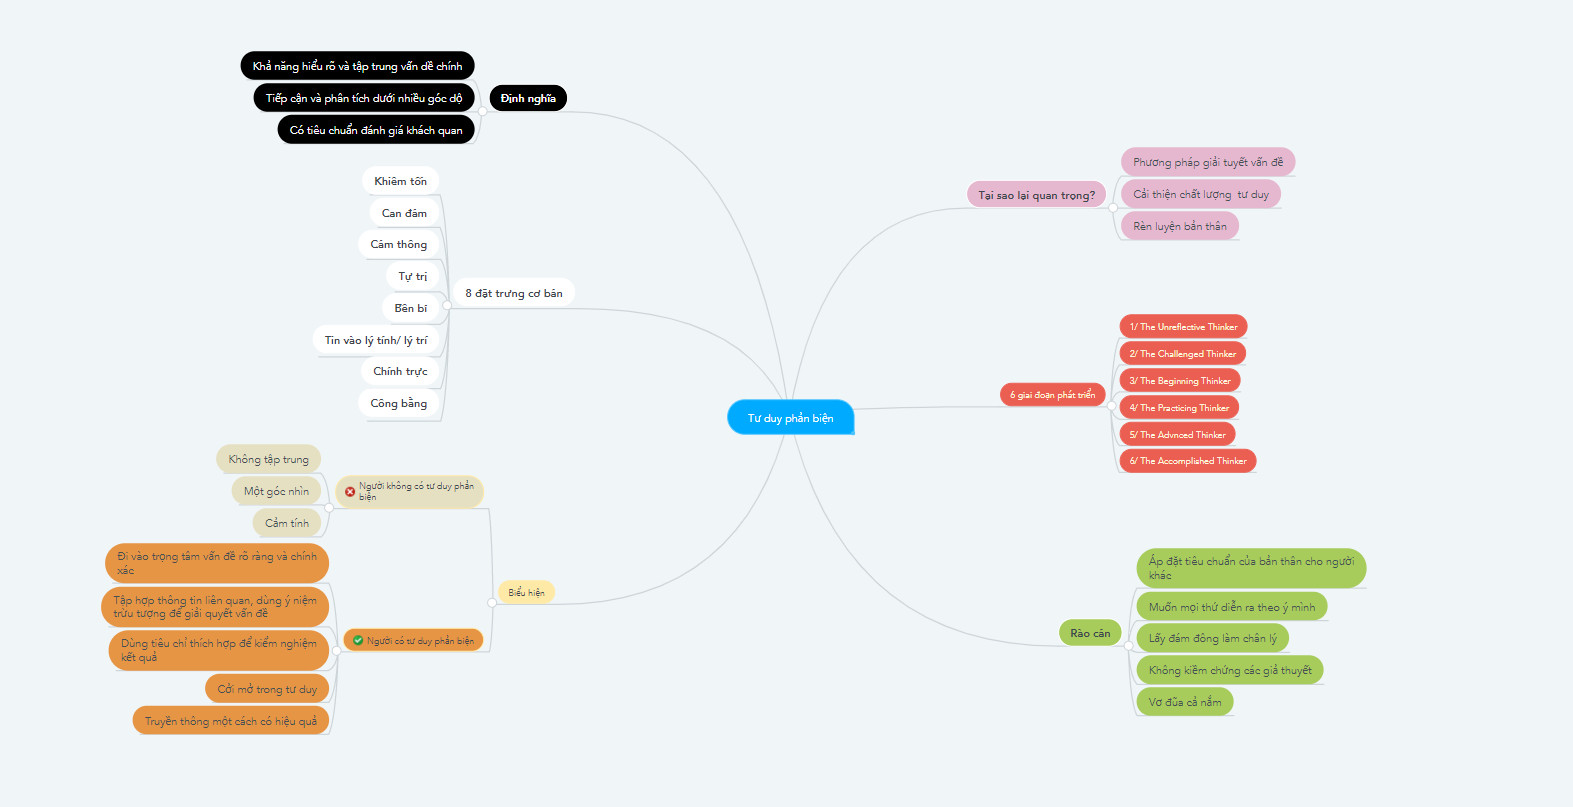 Tư duy phản biện
Định nghĩa
Khả năng hiểu rõ và tập trung vấn đề chính
Tiếp cận và phân tích dưới nhiều góc độ
Có tiêu chuẩn đánh giá khách quan
8 đặt trưng cơ bản
Khiêm tốn
Can đảm
Cảm thông
Tự trị
Bền bỉ
Tin vào lý tính/ lý trí
Chính trực
Công bằng
Biểu hiện
Người không có tư duy phản
biện
Không tập trung
Một góc nhìn
Cảm tính
Người có tư duy phản biện
Đi vào trọng tâm vấn đề rõ ràng và chính
xác
Tập hợp thông tin liên quan, dùng ý niệm
trừu tượng để giải quyết vấn đề
Dùng tiêu chí thích hợp để kiểm nghiệm
kết quả
Cởi mở trong tư duy
Truyền thông một cách có hiệu quả
Tại sao lại quan trọng?
Phương pháp giải tuyết vấn đề
Cải thiện chất lượng tư duy
Rèn luyện bản thân
6 giai đoạn phát triển
1/ The Unreflective Thinker
2/ The Challenged Thinker
3/ The Beginning Thinker
4/ The Practicing Thinker
5/ The Advnced Thinker
6/ The Accomplished Thinker
Rào cản
Áp đặt tiêu chuẩn của bản thân cho người
khác
Muốn mọi thứ diễn ra theo ý mình
Lấy đám đông làm chân lý
Không kiềm chứng các giả thuyết
Vơ đũa cả nắm